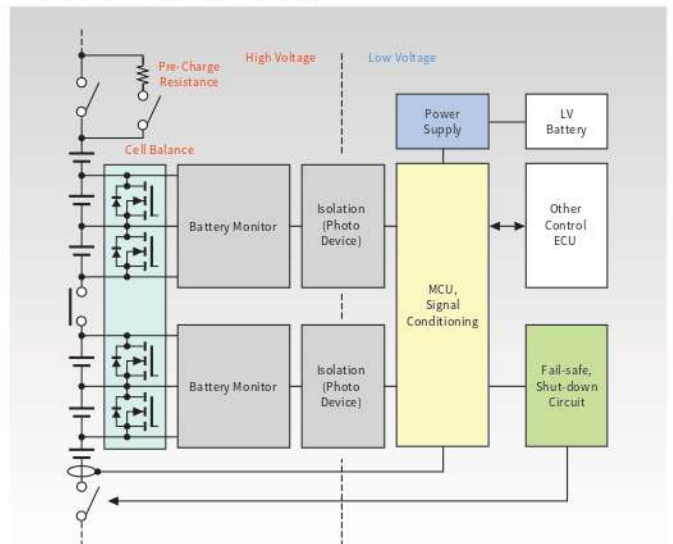 High Voltage
Low Voltage
Pre-Charge
Resistance
Power
Supply
LV
Battery
Cell Balance
Battery Monitor
Isolation
(Photo
Device)
MCU,
Signal
Conditioning
Other
Control
ECU
Battery Monitor
Isolation
(Photo
Device)
Fail-safe,
Shut-down
Circuit